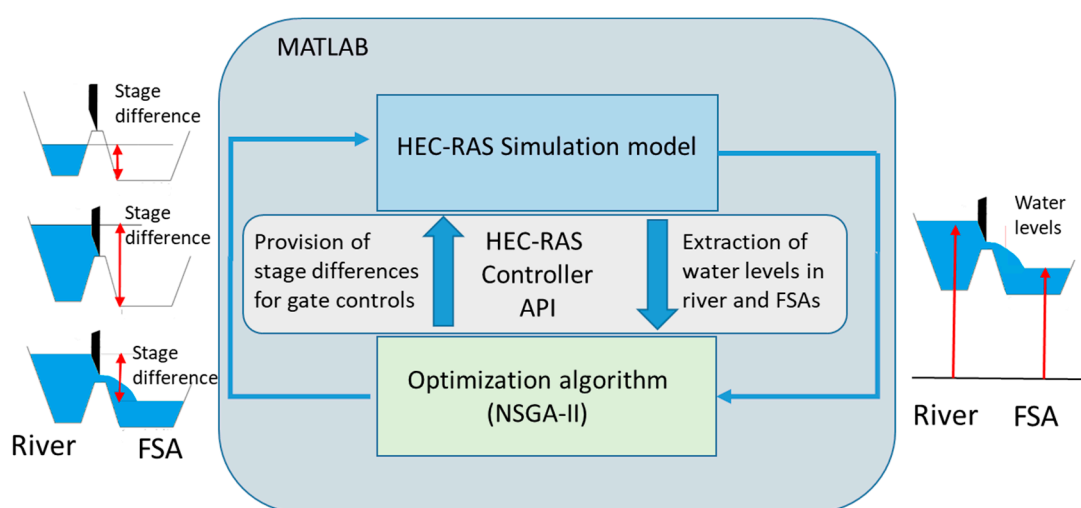 MATLAB
Stage
difference
Stage
difference
Stage
difference
River
FSA
HEC-RAS Simulation model
Provision of
stage differences
for gate controls
HEC-RAS
Controller
API
Extraction of
water levels in
river and FSAs
Optimization algorithm
(NSGA-II)
Water
levels
River
FSA